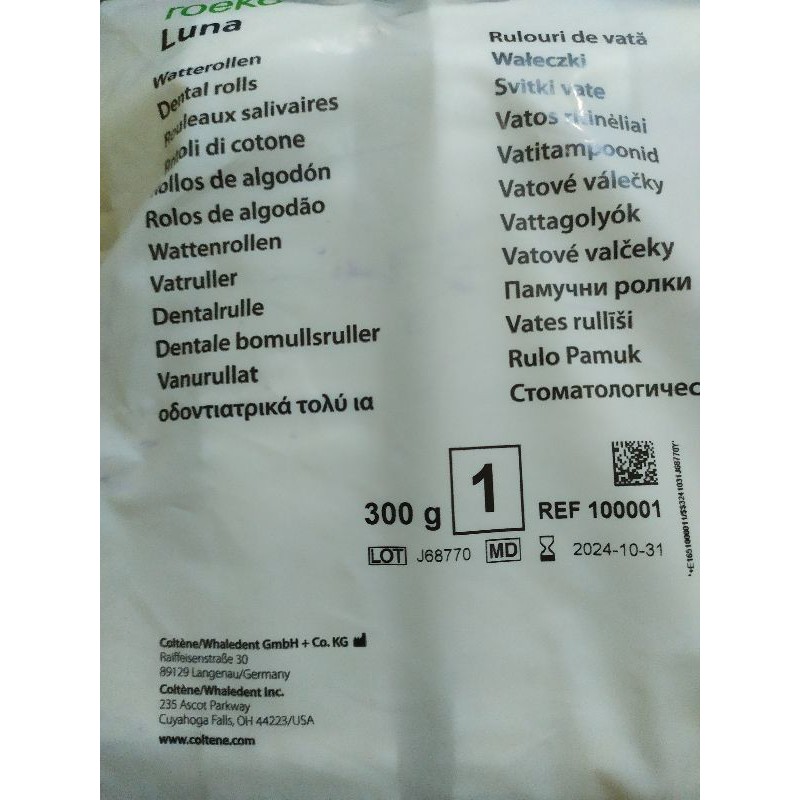 roeko
Luna
Watterollen
Dental rolls
Rouleaux salivaires
Rotoli di cotone
Rollos de algodón
Rolos de algodão
Wattenrollen
Vatruller
Dentalrulle
Dentale bomullsruller
Vanurullat
οδοντιατρικά τολύ ια
Rulouri de vată
Wałeczki
Svitki vate
Vatos ritinėliai
Vatitampoonid
Vatové válečky
Vattagolyók
Vatové valčeky
Памучни ролки
Vates rullīši
Rulo Pamuk
Стоматологичес
300 g 1 REF 100001
LOT J68770 MD 2024-10-31
Coltène/Whaledent GmbH + Co. KG
Raiffeisenstraße 30
89129 Langenau/Germany
Coltène/Whaledent Inc.
235 Ascot Parkway
Cuyahoga Falls, OH 44223/USA
www.coltene.com